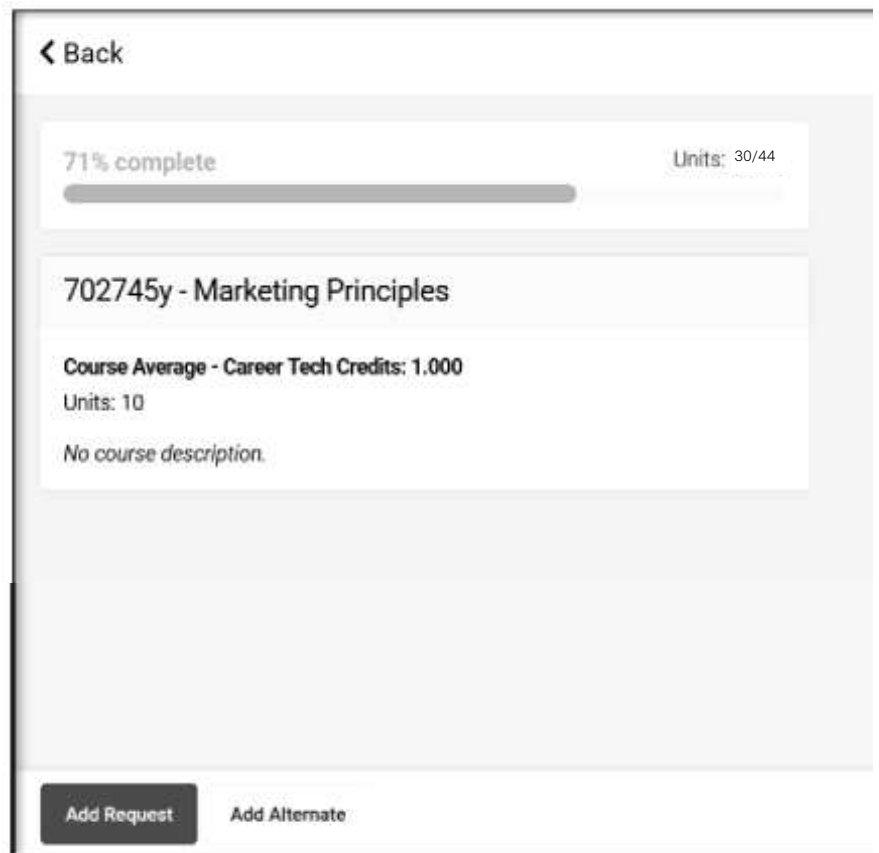 Back
71% complete
Units: 30/44
702745y - Marketing Principles
Course Average - Career Tech Credits: 1.000
Units: 10
No course description.
Add Request
Add Alternate